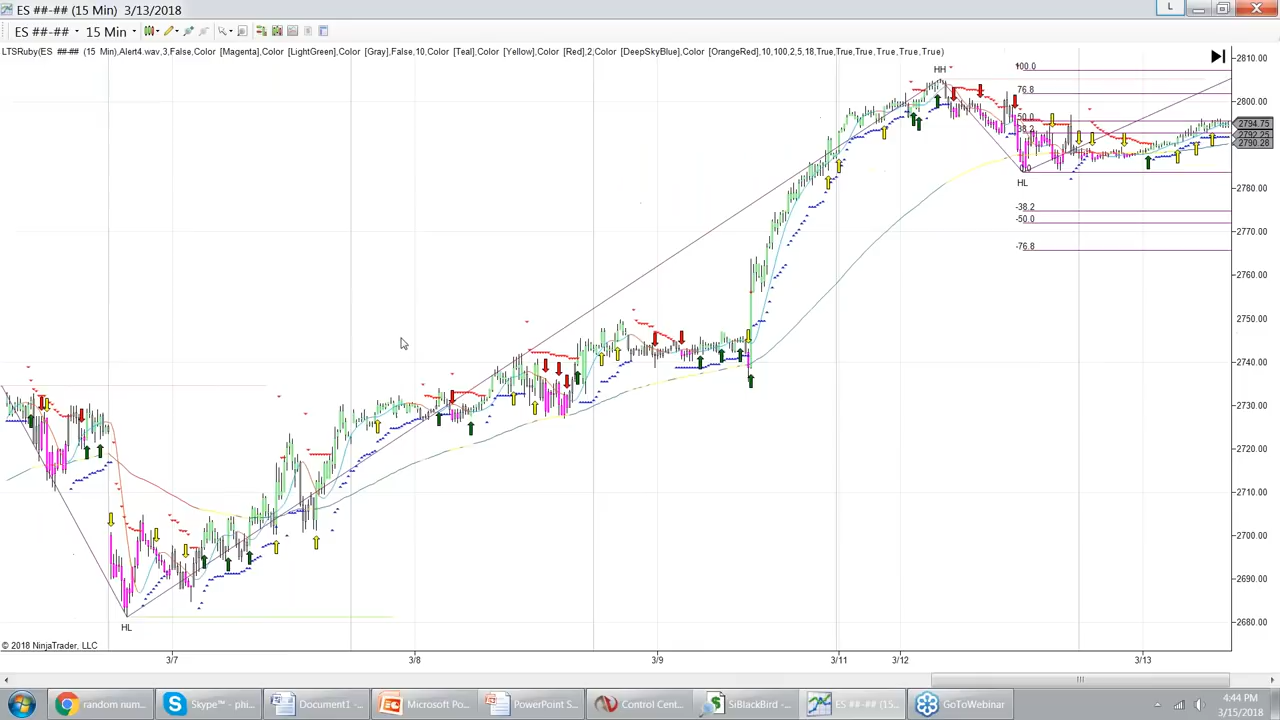 ES ##-## (15 Min) 3/13/2018
L
ES ##-## 15 Min
LTSRuby(ES ##-## (15 Min),Alert4.wav,3,False,Color [Magenta],Color [LightGreen],Color [Gray],False,10,Color [Teal],Color [Yellow],Color [Red],2,Color [DeepSkyBlue],Color [OrangeRed],10,100,2,5,18,True,True,True,True,True,True)
2810.00
HH
100.0
76.8
2800.00
50.0
38.2
2794.75
2792.25
2790.28
0.0
HL
2780.00
-38.2
-50.0
2770.00
-76.8
2760.00
2750.00
2740.00
2730.00
2720.00
2710.00
2700.00
2690.00
2680.00
HL
© 2018 NinjaTrader, LLC
3/7 3/8 3/9 3/11 3/12 3/13
random num...
Skype™ - phi...
Document1 -...
Microsoft Po...
PowerPoint S...
Control Cent...
SiBlackBird -...
ES ##-## (15...
GoToWebinar
4:44 PM
3/15/2018